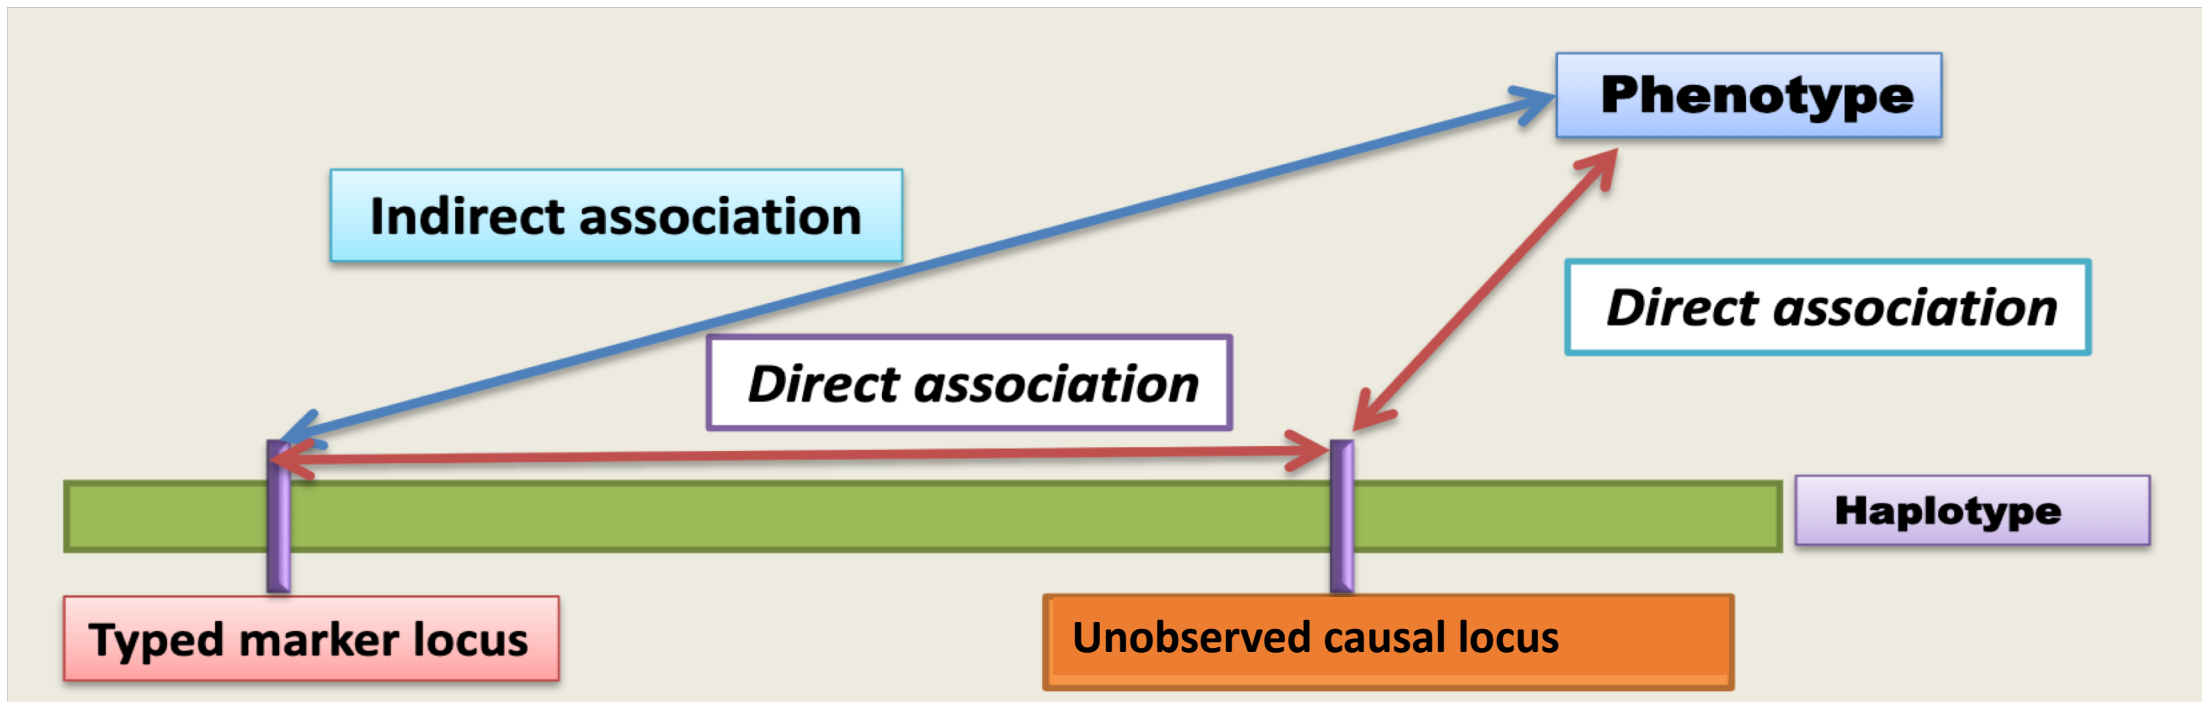 Phenotype
Indirect association
Direct association
Direct association
Haplotype
Typed marker locus
Unobserved causal locus